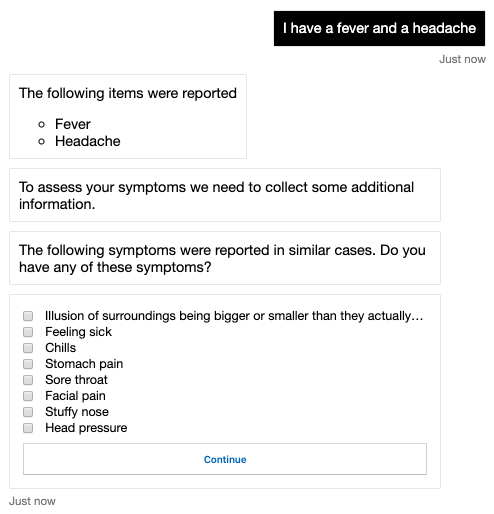 I have a fever and a headache
Just now
The following items were reported
Fever
Headache
To assess your symptoms we need to collect some additional
information.
The following symptoms were reported in similar cases. Do you
have any of these symptoms?
Illusion of surroundings being bigger or smaller than they actually…
Feeling sick
Chills
Stomach pain
Sore throat
Facial pain
Stuffy nose
Head pressure
Continue
Just now